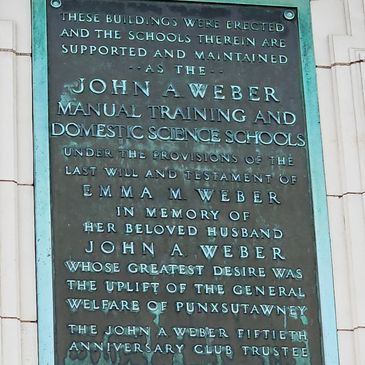 THESE BUILDINGS WERE ERECTED
AND THE SCHOOLS THEREIN ARE
SUPPORTED AND MAINTAINED
- AS THE -
JOHN A. WEBER
MANUAL TRAINING AND
DOMESTIC SCIENCE SCHOOLS
UNDER THE PROVISIONS OF THE
LAST WILL AND TESTAMENT OF
EMMA M. WEBER
IN MEMORY OF
HER BELOVED HUSBAND
JOHN A. WEBER
WHOSE GREATEST DESIRE WAS
THE UPLIFT OF THE GENERAL
WELFARE OF PUNXSUTAWNEY
THE JOHN A WEBER FIFTIETH
ANNIVERSARY CLUB TRUSTEE